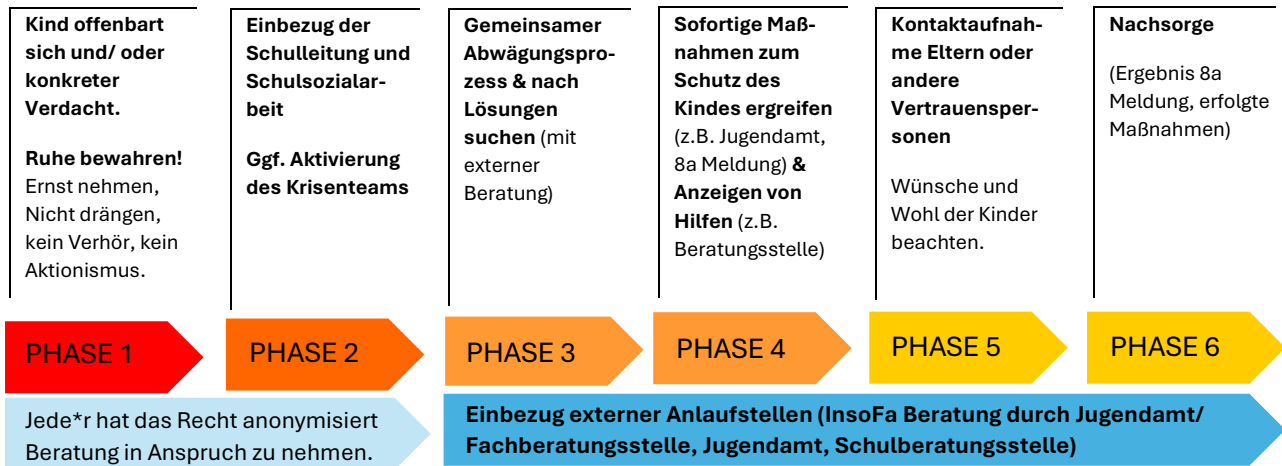 Kind offenbart
sich und/ oder
konkreter
Verdacht.
Ruhe bewahren!
Ernst nehmen,
Nicht drängen,
kein Verhör, kein
Aktionismus.
Einbezug der
Schulleitung und
Schulsozialar-
beit
Ggf. Aktivierung
des Krisenteams
Gemeinsamer
Abwägungspro-
zess & nach
Lösungen
suchen (mit
externer
Beratung)
Sofortige Maß-
nahmen zum
Schutz des
Kindes ergreifen
(z.B. Jugendamt,
8a Meldung) &
Anzeigen von
Hilfen (z.B.
Beratungsstelle)
Kontaktaufnah-
me Eltern oder
andere
Vertrauensper-
sonen
Wünsche und
Wohl der Kinder
beachten.
Nachsorge
(Ergebnis 8a
Meldung, erfolgte
Maßnahmen)
PHASE 1
PHASE 2
PHASE 3
PHASE 4
PHASE 5
PHASE 6
Jede*r hat das Recht anonymisiert
Beratung in Anspruch zu nehmen.
Einbezug externer Anlaufstellen (InsoFa Beratung durch Jugendamt/
Fachberatungsstelle, Jugendamt, Schulberatungsstelle)